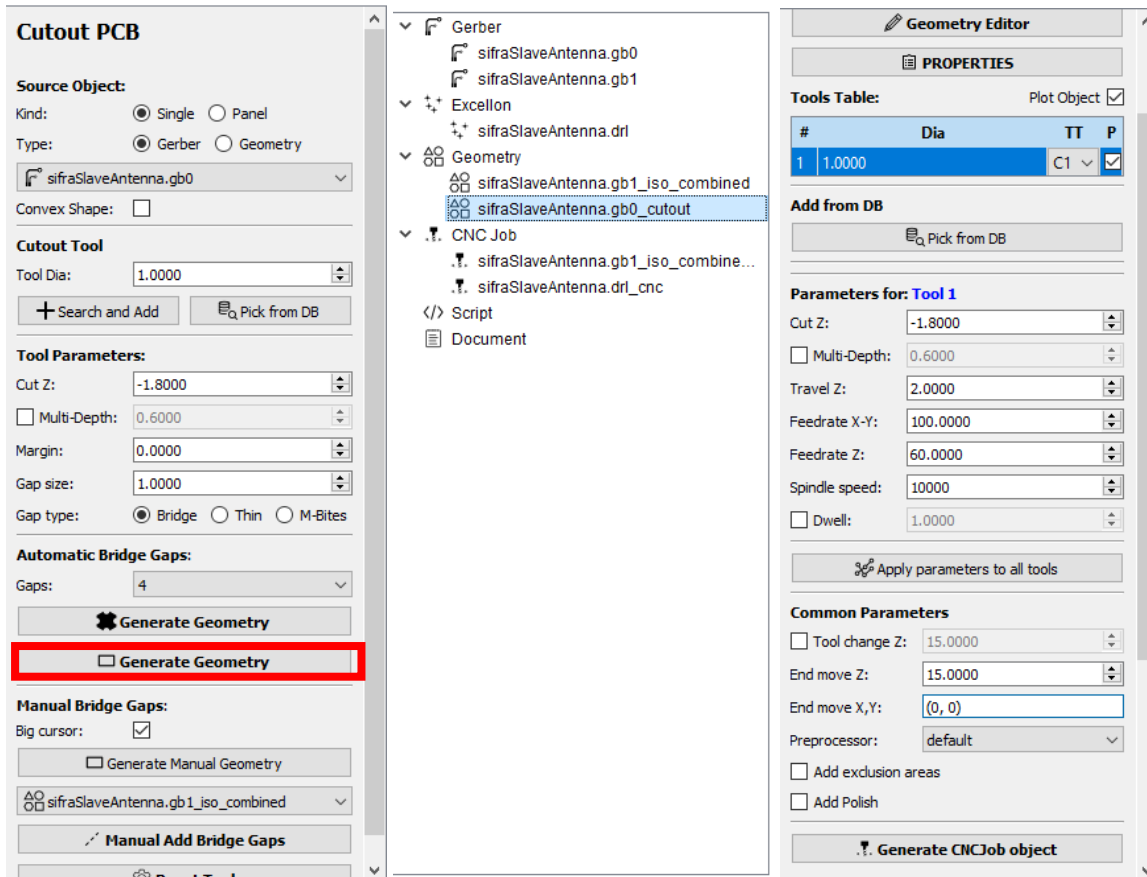 Cutout PCB
Source Object:
Kind: Single Panel
Type: Gerber Geometry
sifraSlaveAntenna.gb0
Convex Shape:
Cutout Tool
Tool Dia: 1.0000
Search and Add Pick from DB
Tool Parameters:
Cut Z: -1.8000
Multi-Depth: 0.6000
Margin: 0.0000
Gap size: 1.0000
Gap type: Bridge Thin M-Bites
Automatic Bridge Gaps:
Gaps: 4
Generate Geometry
Generate Geometry
Manual Bridge Gaps:
Big cursor:
Generate Manual Geometry
sifraSlaveAntenna.gb1_iso_combined
Manual Add Bridge Gaps
Gerber
sifraSlaveAntenna.gb0
sifraSlaveAntenna.gb1
Excellon
sifraSlaveAntenna.drl
Geometry
sifraSlaveAntenna.gb1_iso_combined
sifraSlaveAntenna.gb0_cutout
CNC Job
sifraSlaveAntenna.gb1_iso_combine...
sifraSlaveAntenna.drl_cnc
</> Script
Document
Geometry Editor
PROPERTIES
Tools Table: Plot Object
# Dia TT P
1 1.0000 C1
Add from DB
Pick from DB
Parameters for: Tool 1
Cut Z: -1.8000
Multi-Depth: 0.6000
Travel Z: 2.0000
Feedrate X-Y: 100.0000
Feedrate Z: 60.0000
Spindle speed: 10000
Dwell: 1.0000
Apply parameters to all tools
Common Parameters
Tool change Z: 15.0000
End move Z: 15.0000
End move X,Y: (0, 0)
Preprocessor: default
Add exclusion areas
Add Polish
Generate CNCJob object